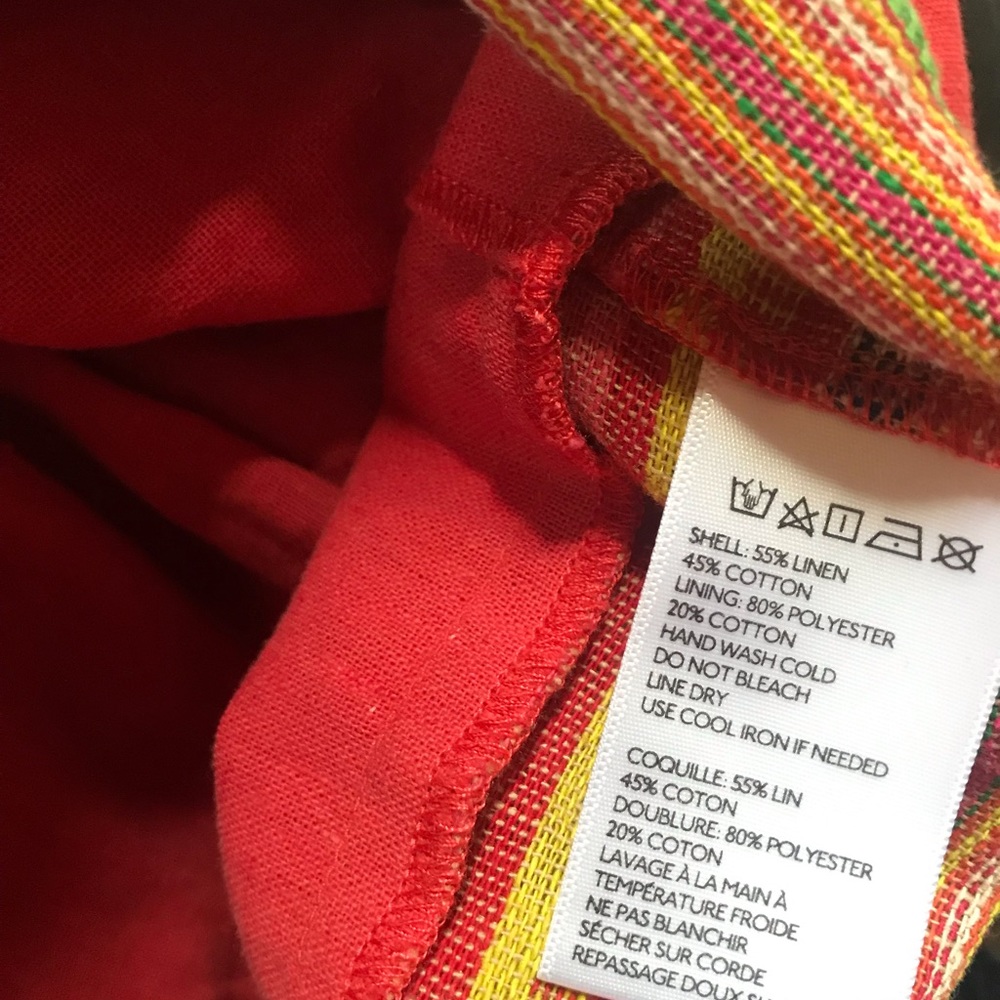 SHELL: 55% LINEN
45% COTTON
LINING: 80% POLYESTER
20% COTTON
HAND WASH COLD
DO NOT BLEACH
LINE DRY
USE COOL IRON IF NEEDED
COQUILLE: 55% LIN
45% COTON
DOUBLURE: 80% POLYESTER
20% COTON
LAVAGE À LA MAIN À
TEMPÉRATURE FROIDE
NE PAS BLANCHIR
SÉCHER SUR CORDE
REPASSAGE DOUX